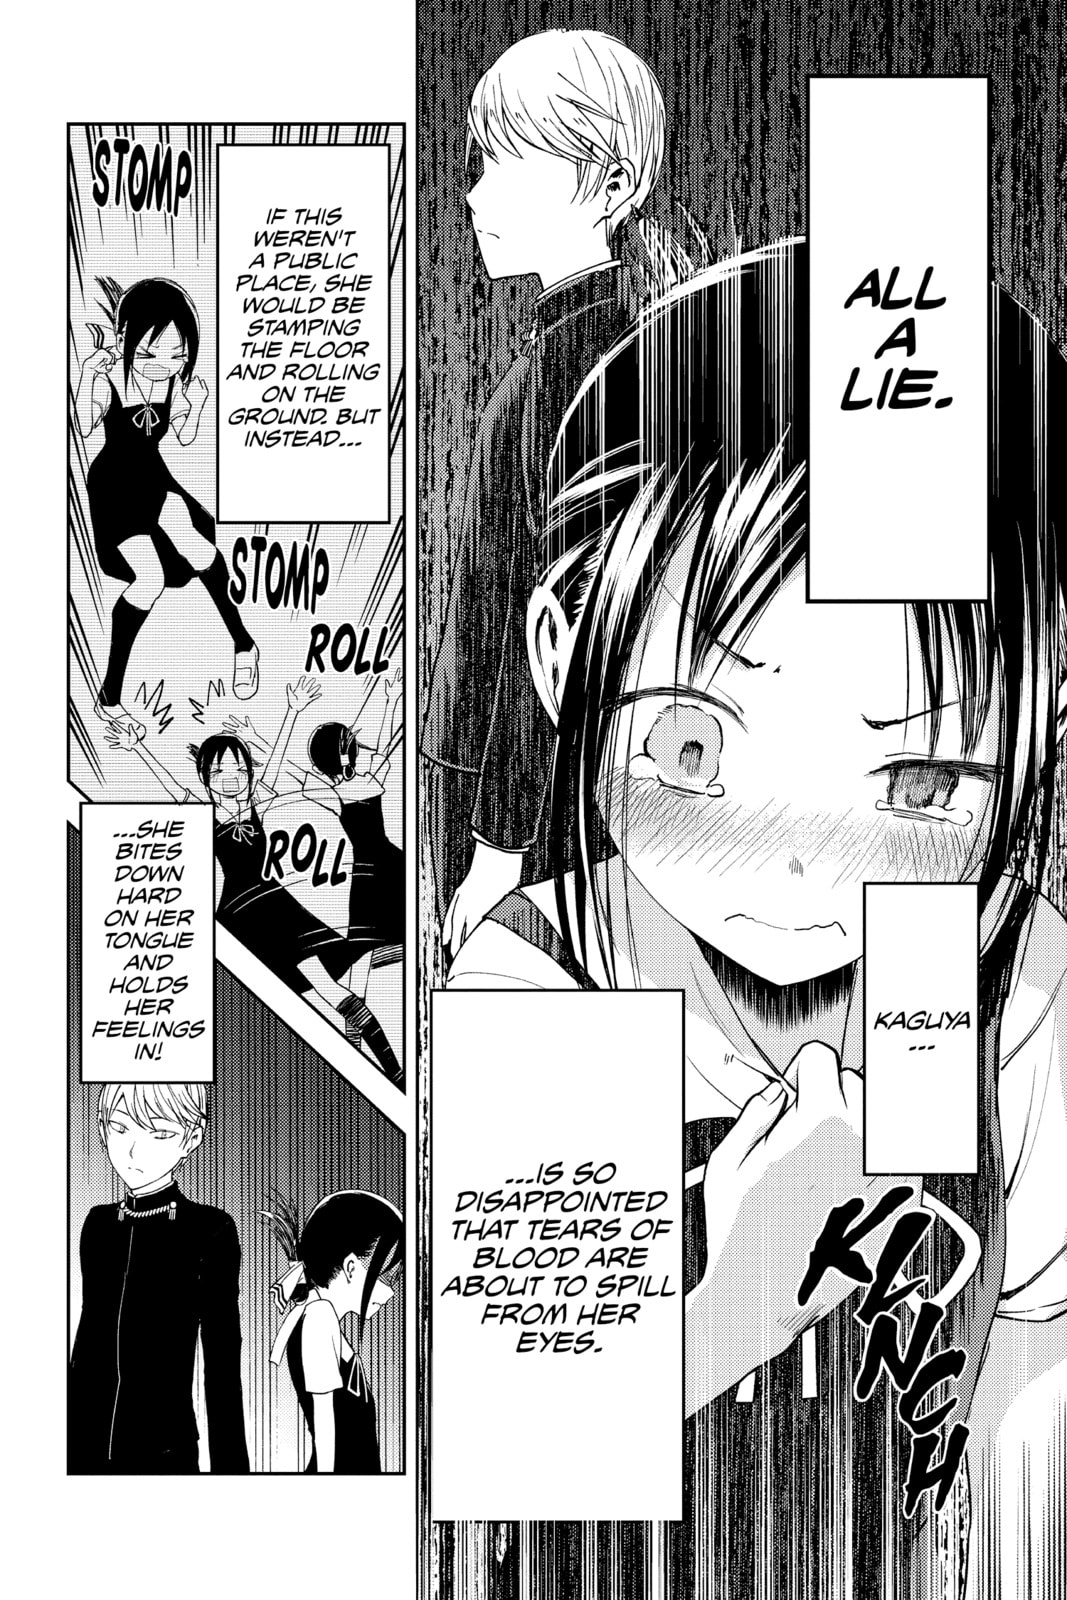 ALL
A
LIE.
KAGUYA
...
...IS SO
DISAPPOINTED
THAT TEARS OF
BLOOD ARE
ABOUT TO SPILL
FROM HER
EYES.
KLNCH
STOMP
IF THIS
WEREN'T
A PUBLIC
PLACE, SHE
WOULD BE
STAMPING
THE FLOOR
AND ROLLING
ON THE
GROUND. BUT
INSTEAD...
STOMP
ROLL
ROLL
...SHE
BITES
DOWN
HARD
ON HER
TONGUE
AND
HOLDS
HER
FEELINGS
IN!